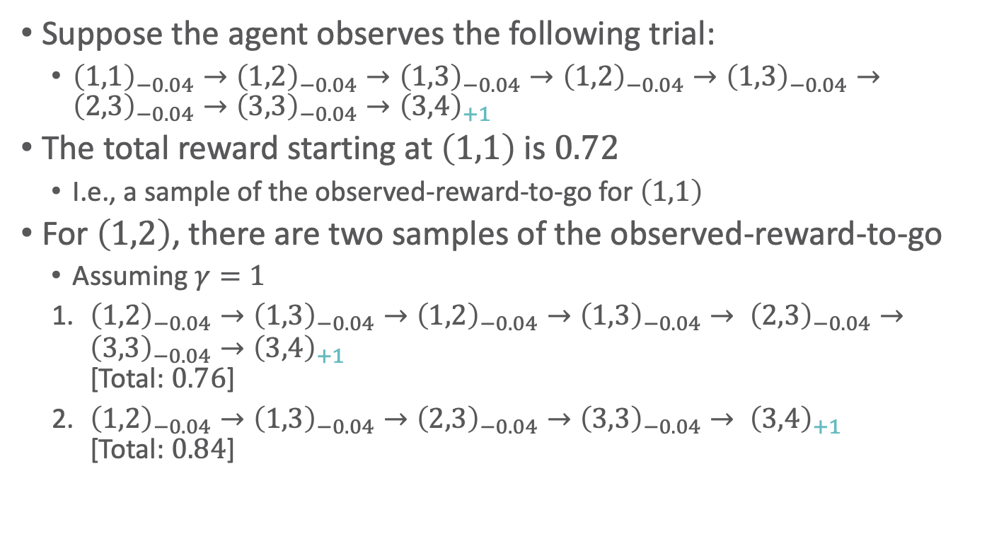 • Suppose the agent observes the following trial:
• (1,1)₋₀.₀₄ → (1,2)₋₀.₀₄ → (1,3)₋₀.₀₄ → (1,2)₋₀.₀₄ → (1,3)₋₀.₀₄ →
(2,3)₋₀.₀₄ → (3,3)₋₀.₀₄ → (3,4)₊₁
• The total reward starting at (1,1) is 0.72
• I.e., a sample of the observed-reward-to-go for (1,1)
• For (1,2), there are two samples of the observed-reward-to-go
• Assuming γ = 1
1. (1,2)₋₀.₀₄ → (1,3)₋₀.₀₄ → (1,2)₋₀.₀₄ → (1,3)₋₀.₀₄ → (2,3)₋₀.₀₄ →
(3,3)₋₀.₀₄ → (3,4)₊₁
[Total: 0.76]
2. (1,2)₋₀.₀₄ → (1,3)₋₀.₀₄ → (2,3)₋₀.₀₄ → (3,3)₋₀.₀₄ → (3,4)₊₁
[Total: 0.84]